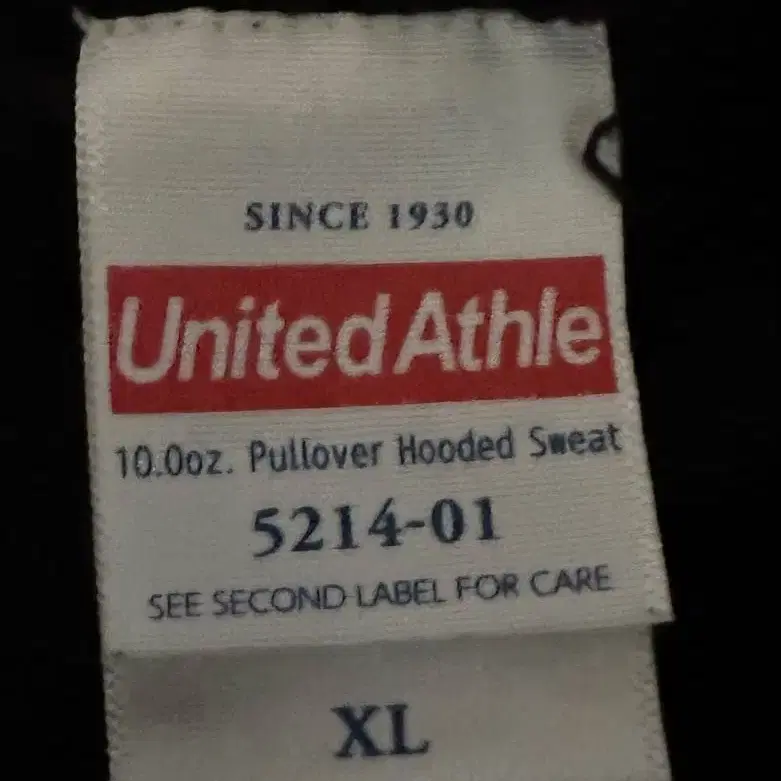 SINCE 1930
United Athle
10.0oz. Pullover Hooded Sweat
5214-01
SEE SECOND LABEL FOR CARE
XL